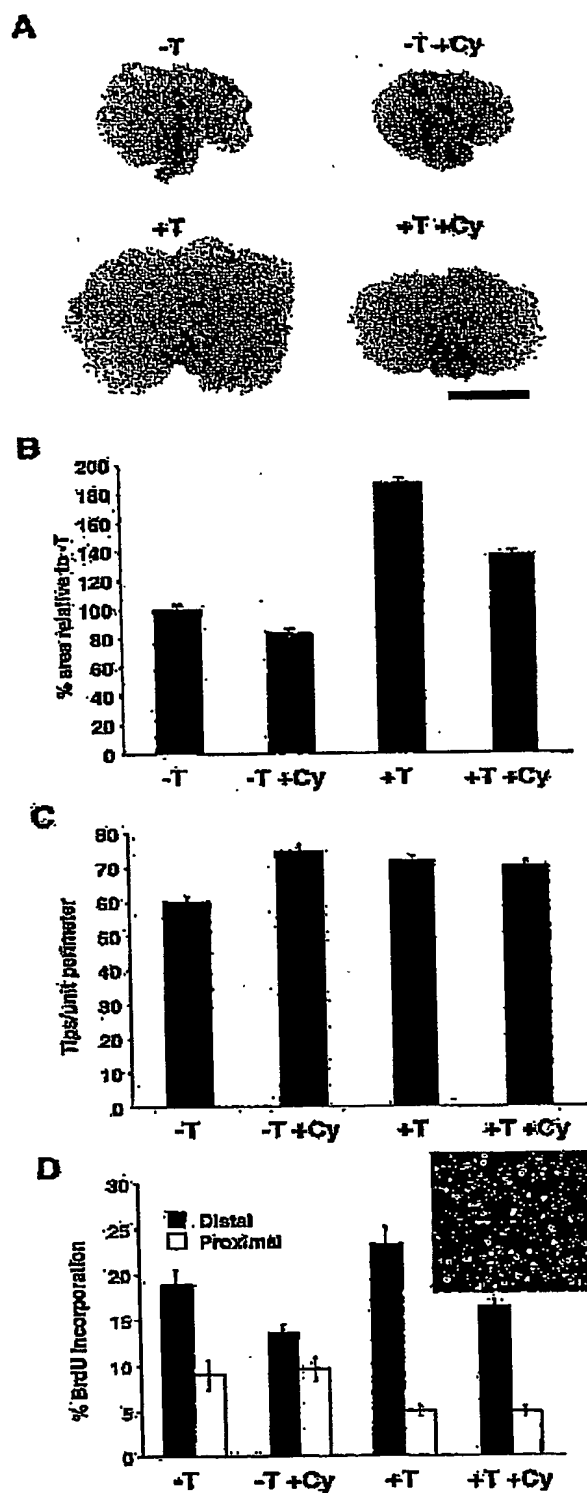 A
-T -T +Cy
+T +T +Cy
B
% area relative to -T
200
180
160
140
120
100
80
60
40
20
0
-T -T +Cy +T +T +Cy
C
Tips/unit perimeter
80
70
60
50
40
30
20
10
0
-T -T +Cy +T +T +Cy
D
% BrdU incorporation
30
25
20
15
10
5
0
Distal
Proximal
-T -T +Cy +T +T +Cy